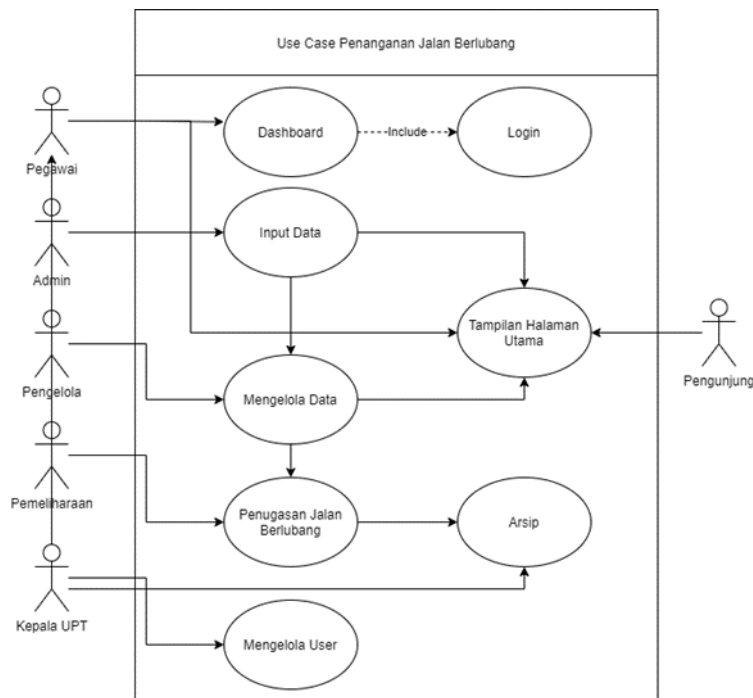 Use Case Penanganan Jalan Berlubang
Pegawai
Dashboard
Include
Login
Admin
Input Data
Pengelola
Tampilan Halaman
Utama
Pengunjung
Mengelola Data
Pemeliharaan
Penugasan Jalan
Berlubang
Arsip
Kepala UPT
Mengelola User